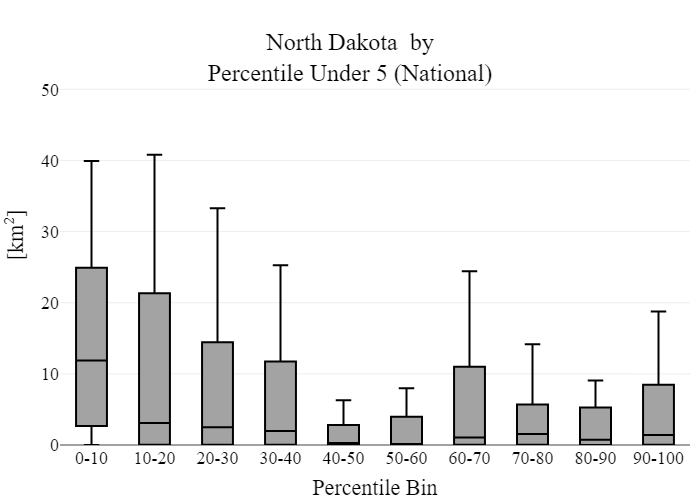 North Dakota  by
Percentile Under 5 (National)
50
40
30
20
10
0
[km²]
0-10 10-20 20-30 30-40 40-50 50-60 60-70 70-80 80-90 90-100
Percentile Bin